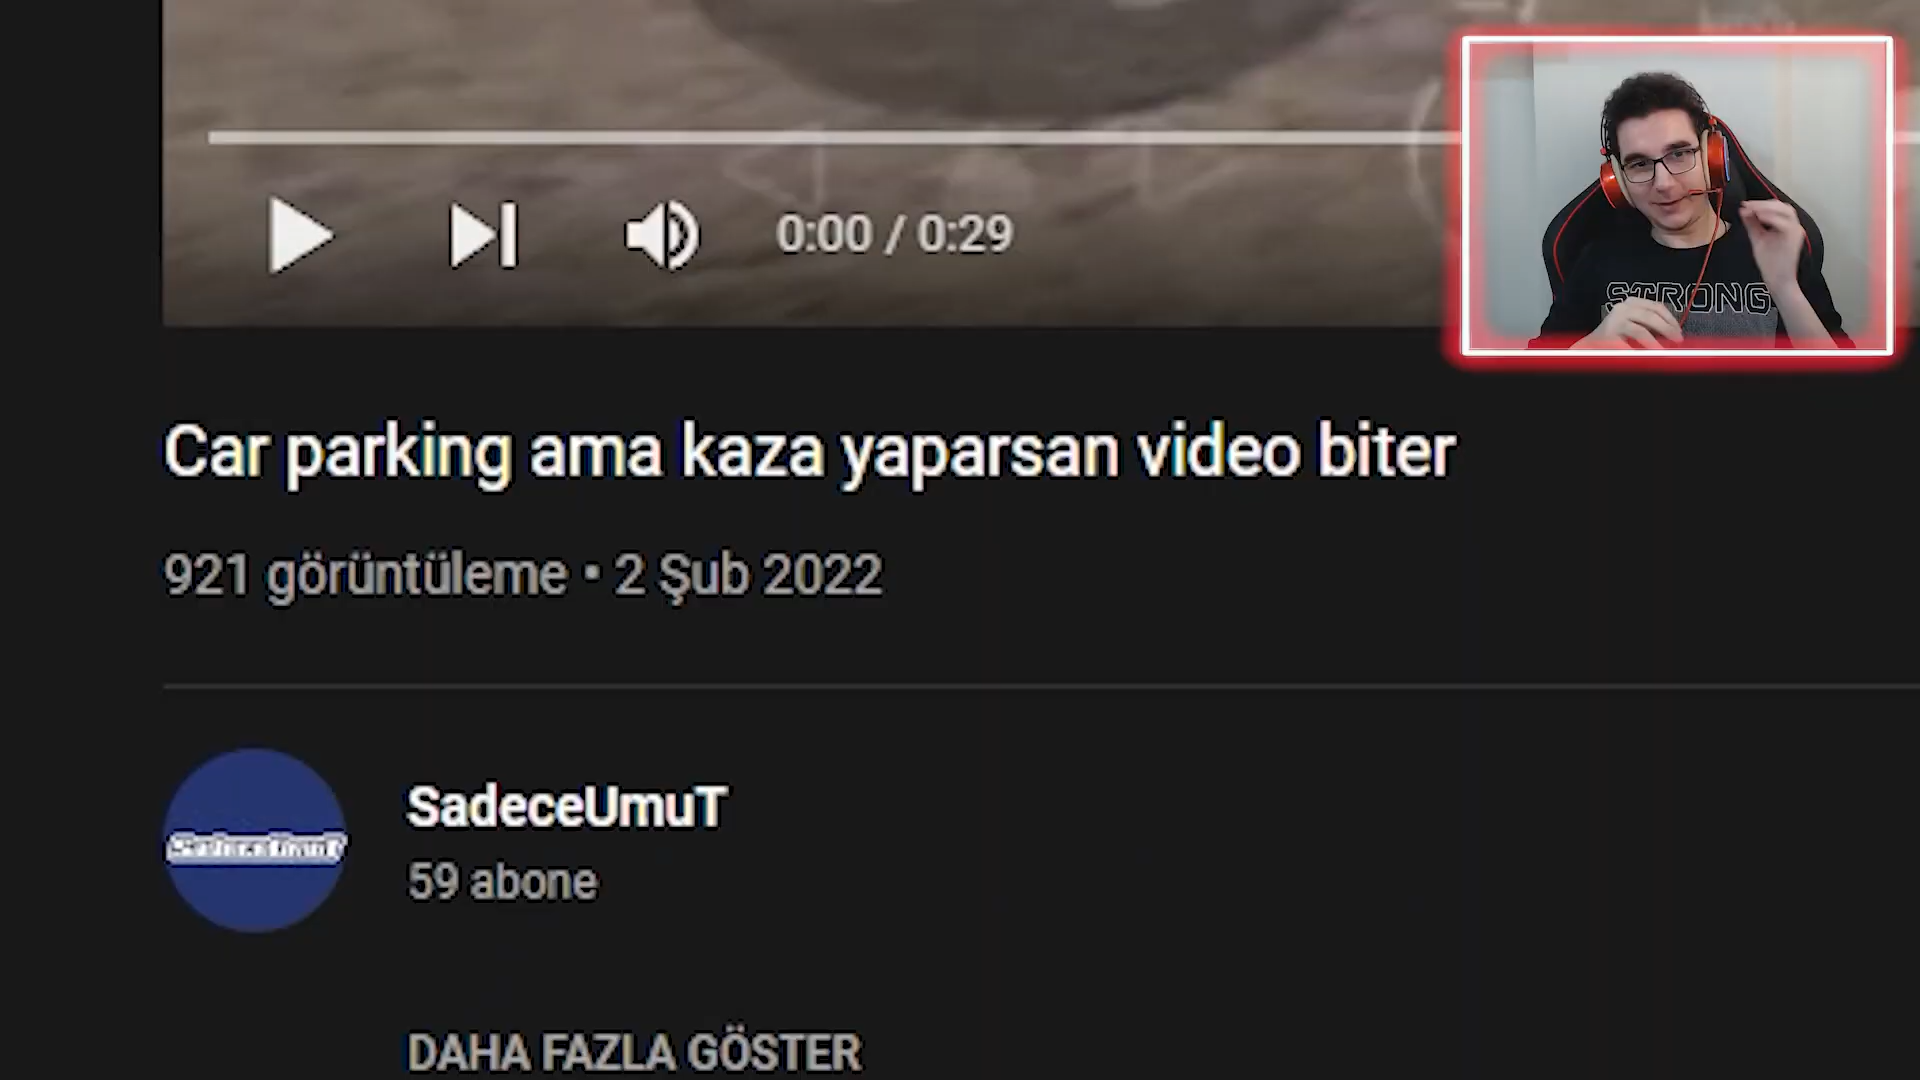 STRONG
0:00 / 0:29
Car parking ama kaza yaparsan video biter
921 görüntüleme • 2 Şub 2022
SadeceUmuT
SadeceUmuT
59 abone
DAHA FAZLA GÖSTER